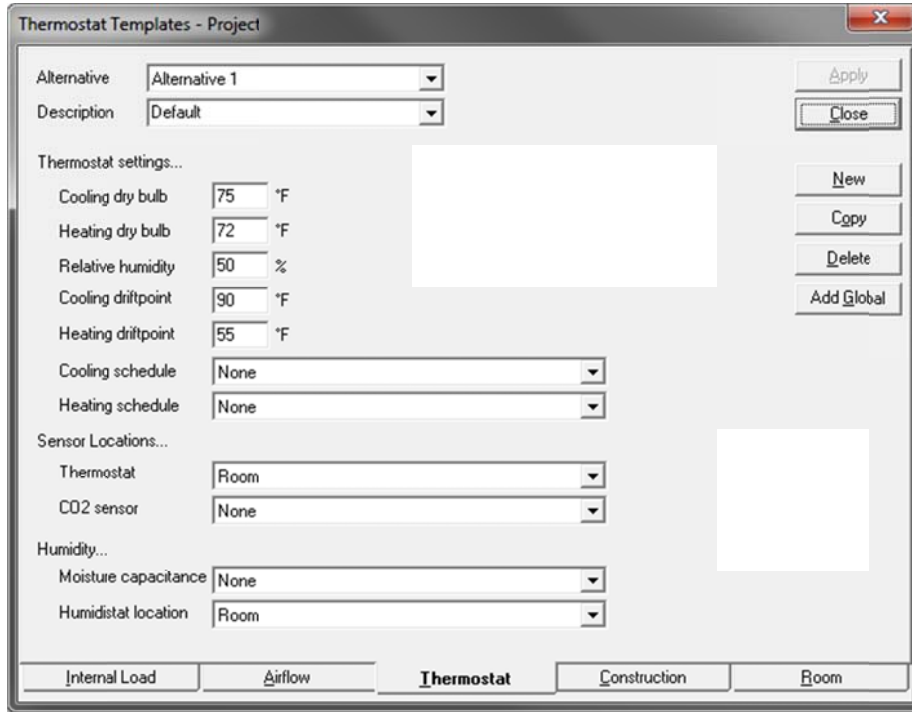 Thermostat Templates - Project
Alternative Alternative 1 Apply
Description Default Close
Thermostat settings...
Cooling dry bulb 75 °F New
Heating dry bulb 72 °F Copy
Relative humidity 50 % Delete
Cooling driftpoint 90 °F Add Global
Heating driftpoint 55 °F
Cooling schedule None
Heating schedule None
Sensor Locations...
Thermostat Room
CO2 sensor None
Humidity...
Moisture capacitance None
Humidistat location Room
Internal Load Airflow Thermostat Construction Room